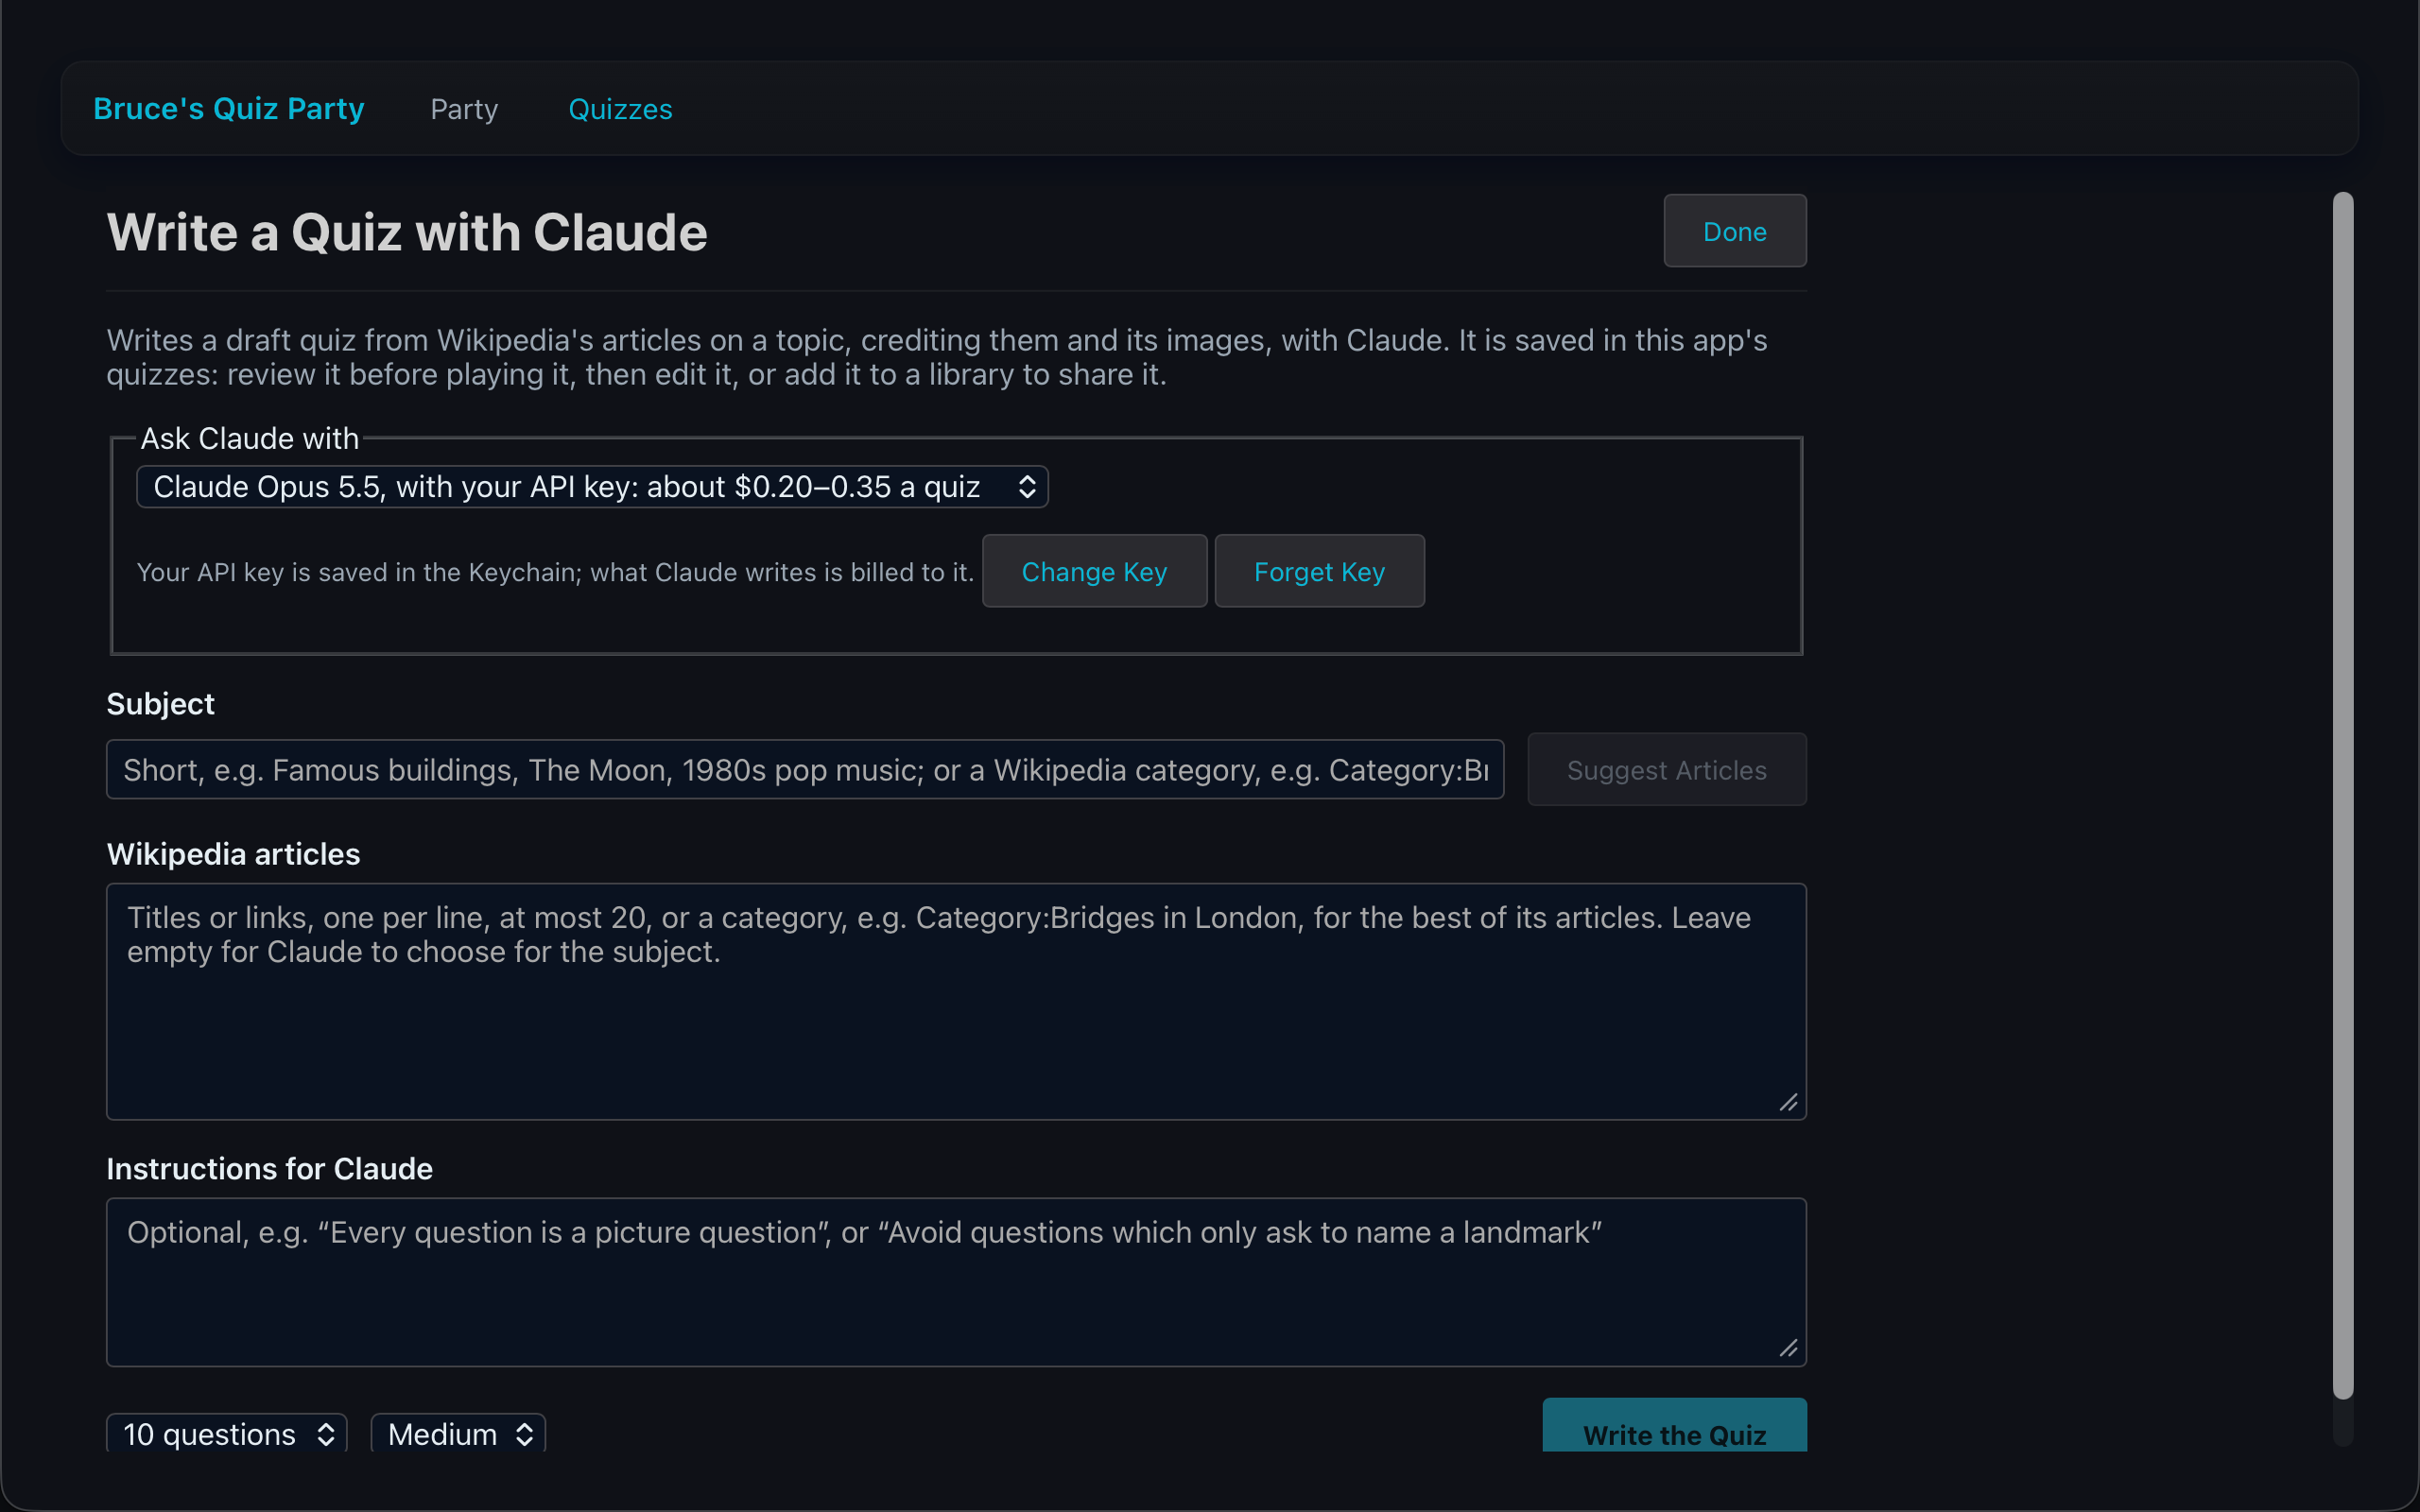 Bruce's Quiz Party
Party
Quizzes
Write a Quiz with Claude
Done
Writes a draft quiz from Wikipedia's articles on a topic, crediting them and its images, with Claude. It is saved in this app's
quizzes: review it before playing it, then edit it, or add it to a library to share it.
Ask Claude with
Claude Opus 5.5, with your API key: about $0.20–0.35 a quiz
Your API key is saved in the Keychain; what Claude writes is billed to it.
Change Key
Forget Key
Subject
Short, e.g. Famous buildings, The Moon, 1980s pop music; or a Wikipedia category, e.g.
Suggest Articles
Wikipedia articles
Titles or links, one per line, at most 20, or a category, e.g. Category:Bridges in London, for the best of its articles. Leave
empty for Claude to choose for the subject.
Instructions for Claude
Optional, e.g. “Every question is a picture question”, or “Avoid questions which only ask to name a landmark”
10 questions
Medium
Write the Quiz